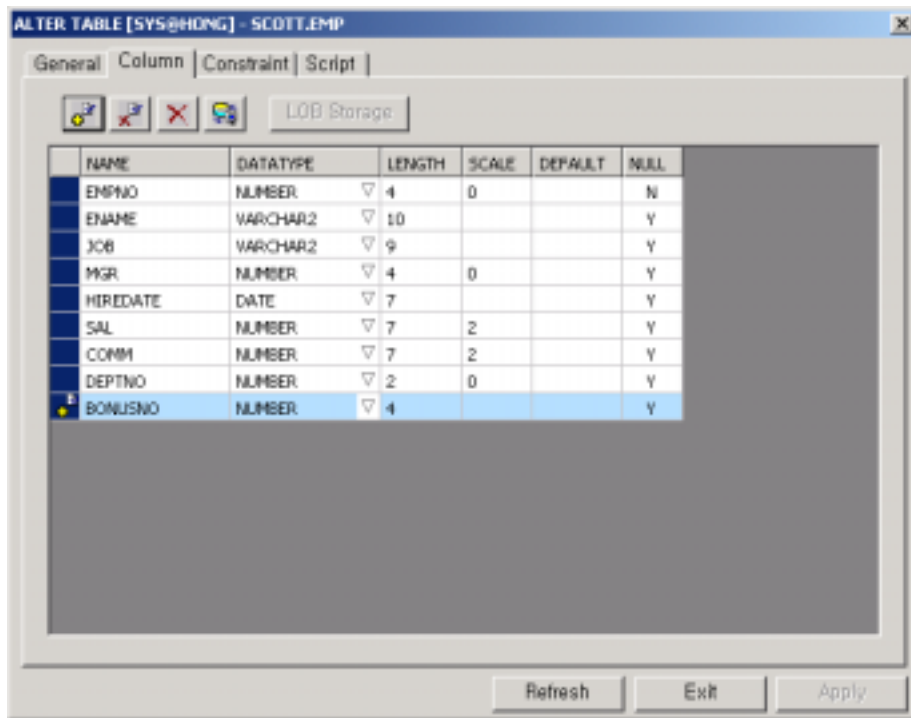 ALTER TABLE [SYS@HONG] - SCOTT.EMP
General Column Constraint Script
LOB Storage
NAME DATATYPE LENGTH SCALE DEFAULT NULL
EMPNO NUMBER 4 0 N
ENAME VARCHAR2 10 Y
JOB VARCHAR2 9 Y
MGR NUMBER 4 0 Y
HIREDATE DATE 7 Y
SAL NUMBER 7 2 Y
COMM NUMBER 7 2 Y
DEPTNO NUMBER 2 0 Y
BONUSNO NUMBER 4 Y
Refresh Exit Apply